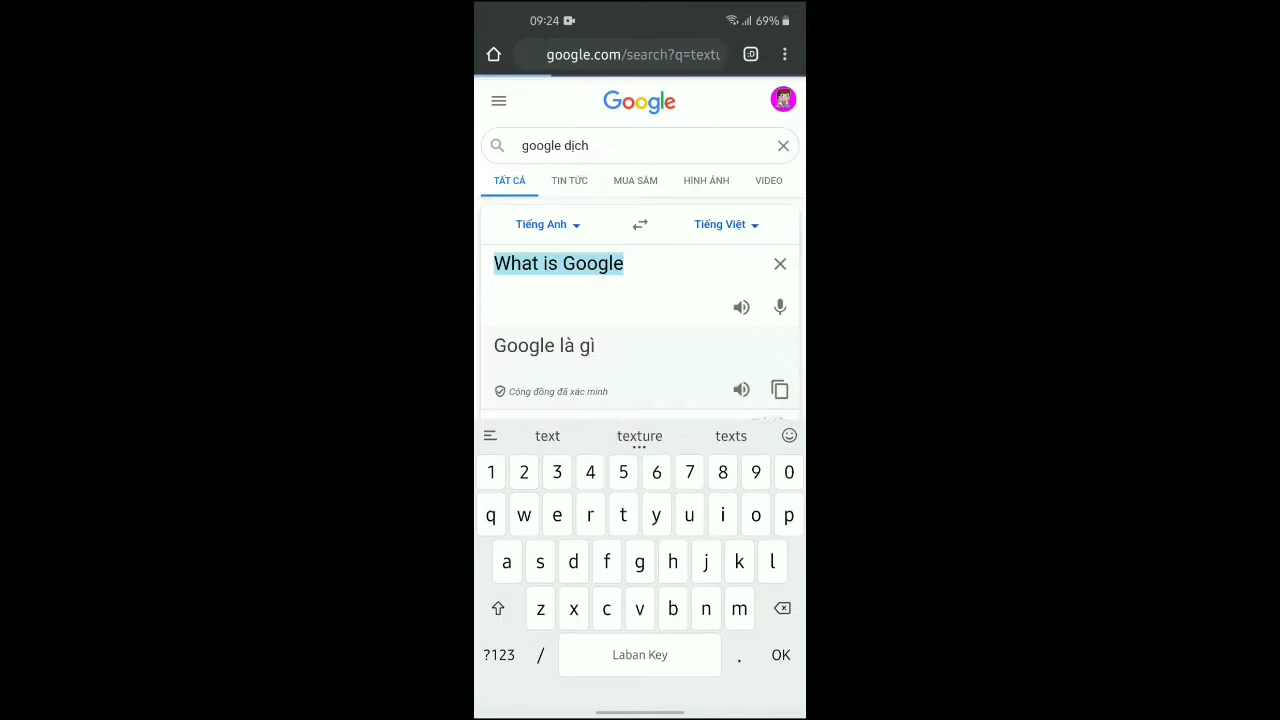 09:24 69%
google.com/search?q=textu
:D
Google
google dịch
TẤT CẢ TIN TỨC MUA SẮM HÌNH ẢNH VIDEO
Tiếng Anh Tiếng Việt
What is Google
Google là gì
Cộng đồng đã xác minh
text texture texts
1 2 3 4 5 6 7 8 9 0
q w e r t y u i o p
a s d f g h j k l
z x c v b n m
?123 / Laban Key . OK